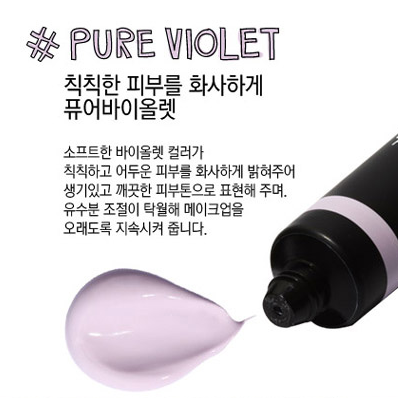 # PURE VIOLET
칙칙한 피부를 화사하게
퓨어바이올렛
소프트한 바이올렛 컬러가
칙칙하고 어두운 피부를 화사하게 밝혀주어
생기있고 깨끗한 피부톤으로 표현해 주며,
유수분 조절이 탁월해 메이크업을
오래도록 지속시켜 줍니다.